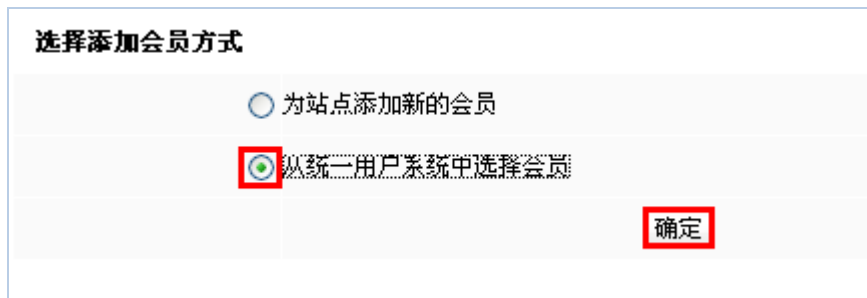 选择添加会员方式
为站点添加新的会员
从统一用户系统中选择会员
确定